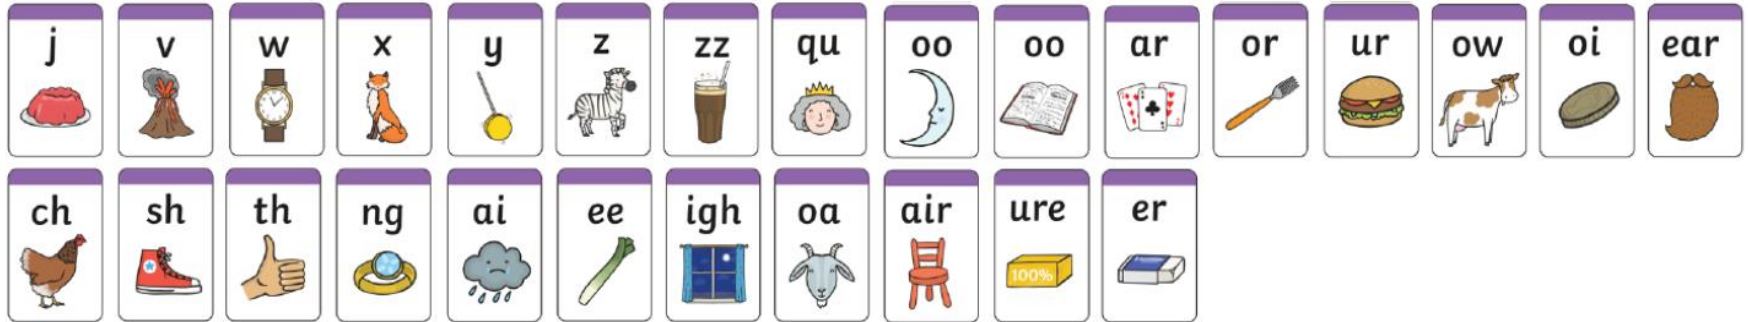 j v w x y z zz qu oo oo ar or ur ow oi ear
ch sh th ng ai ee igh oa air ure er
100%